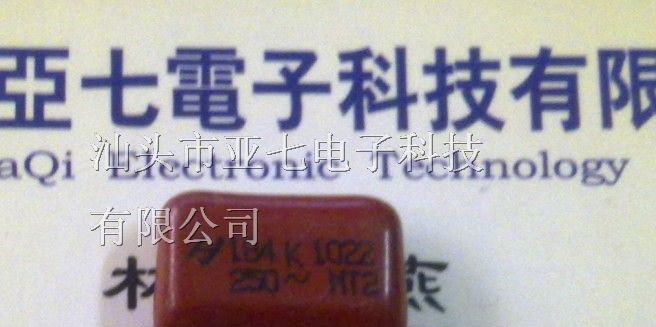 亞七電子科技有限
aQi Electronic Technology
汕头市亚七电子科技
有限公司
184 K 1022
250~ MT2
燕